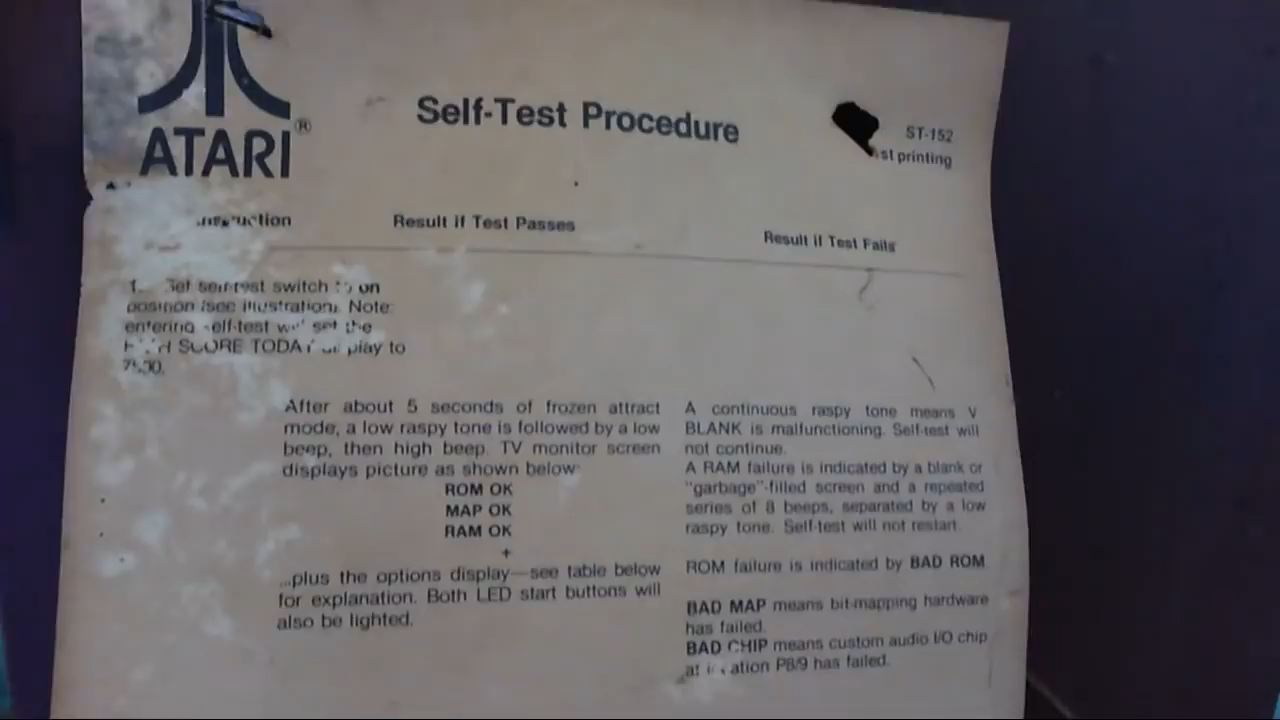 ATARI®
Self-Test Procedure
ST-152
printing
Result if Test Passes
Result if Test Fails
1. Set self-test switch on
position (see illustration). Note:
entering self-test set the
SCORE TODAY to
After about 5 seconds of frozen attract
mode, a low raspy tone is followed by a low
beep, then high beep. TV monitor screen
displays picture as shown below
ROM OK
MAP OK
RAM OK
+
...plus the options display—see table below
for explanation. Both LED start buttons will
also be lighted.
A continuous raspy tone means V
BLANK is malfunctioning. Self-test will
not continue.
A RAM failure is indicated by a blank or
"garbage"-filled screen and a repeated
series of 8 beeps, separated by a low
raspy tone. Self-test will not restart.
ROM failure is indicated by BAD ROM
BAD MAP means bit-mapping hardware
has failed.
BAD CHIP means custom audio I/O chip
at P8/9 has failed.